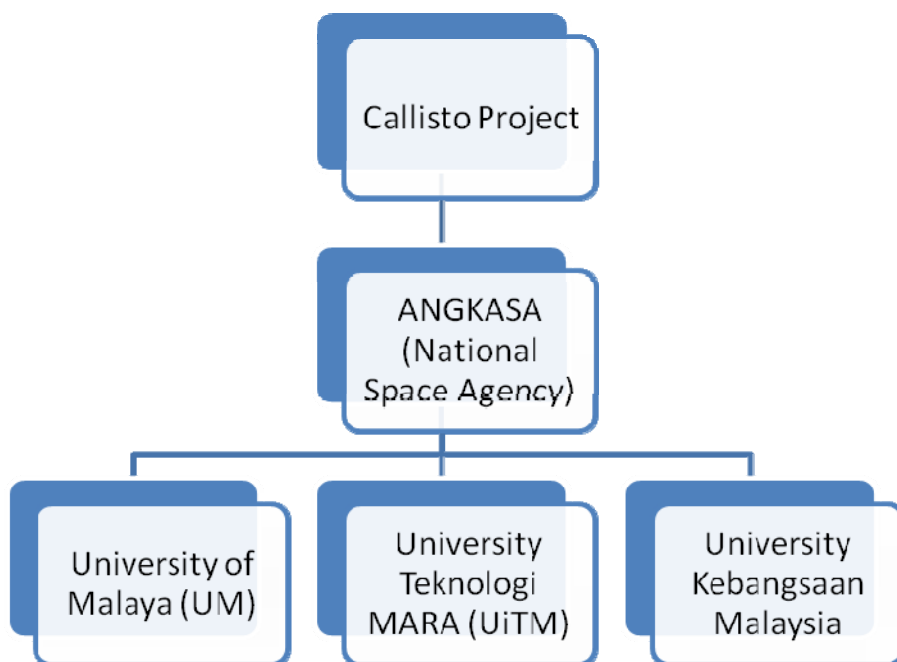 Callisto Project
ANGKASA
(National
Space Agency)
University of
Malaya (UM)
University
Teknologi
MARA (UiTM)
University
Kebangsaan
Malaysia